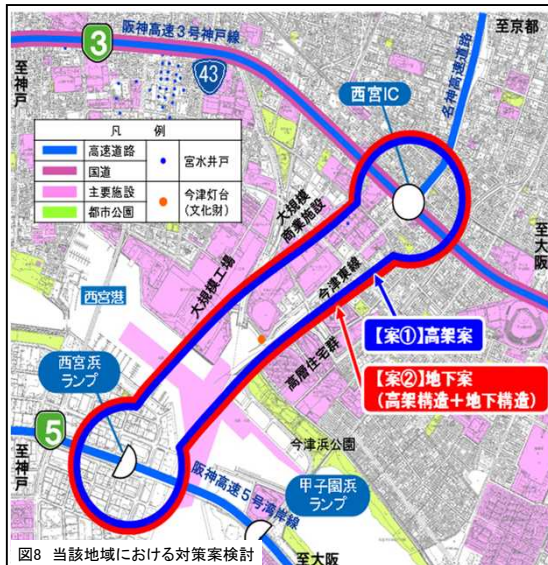 阪神高速3号神戸線
至京都
3
43
至神戸
西宮IC
名神高速道路
凡 例
高速道路
宮水井戸
国道
主要施設
今津灯台
(文化財)
都市公園
大規模
商業施設
至大阪
大規模工場
今津東線
西宮港
【案①】高架案
西宮浜
ランプ
高層住宅群
【案②】地下案
(高架構造+地下構造)
5
今津浜公園
至神戸
阪神高速5号湾岸線
甲子園浜
ランプ
図8 当該地域における対策案検討
至大阪